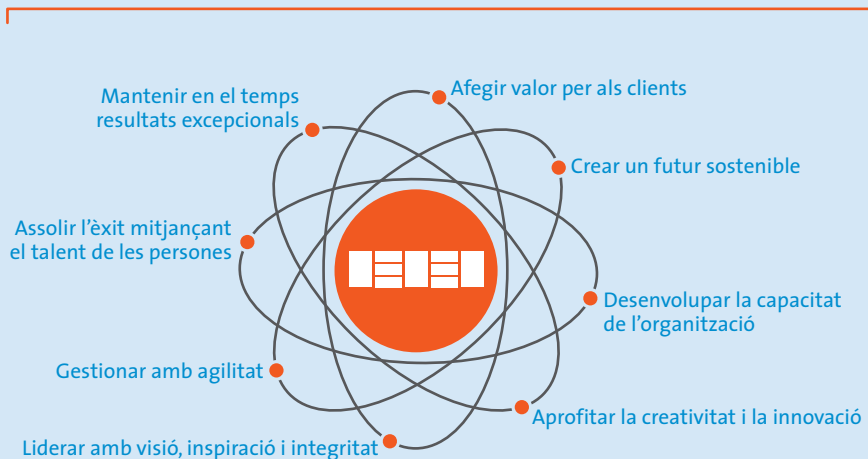 Afegir valor per als clients
Crear un futur sostenible
Desenvolupar la capacitat
de l’organització
Aprofitar la creativitat i la innovació
Liderar amb visió, inspiració i integritat
Gestionar amb agilitat
Assolir l’èxit mitjançant
el talent de les persones
Mantenir en el temps
resultats excepcionals